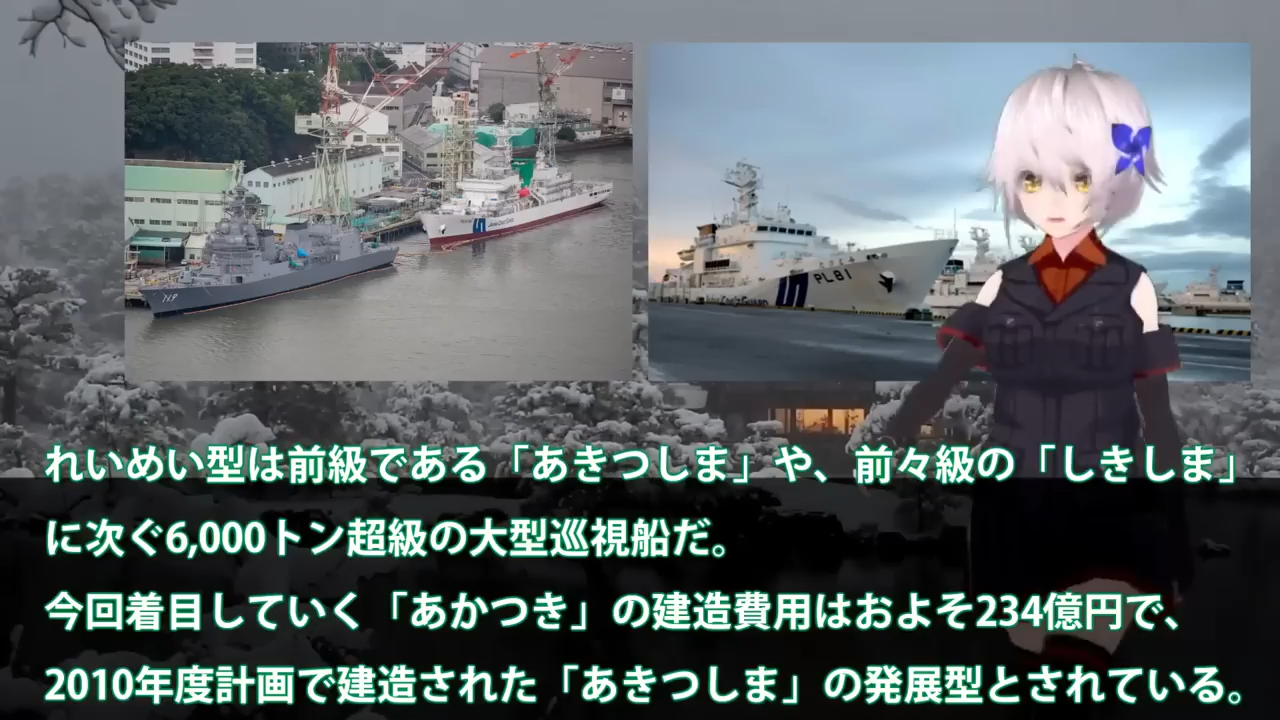 PL81
れいめい型は前級である「あきつしま」や、前々級の「しきしま」
に次ぐ6,000トン超級の大型巡視船だ。
今回着目していく「あかつき」の建造費用はおよそ234億円で、
2010年度計画で建造された「あきつしま」の発展型とされている。